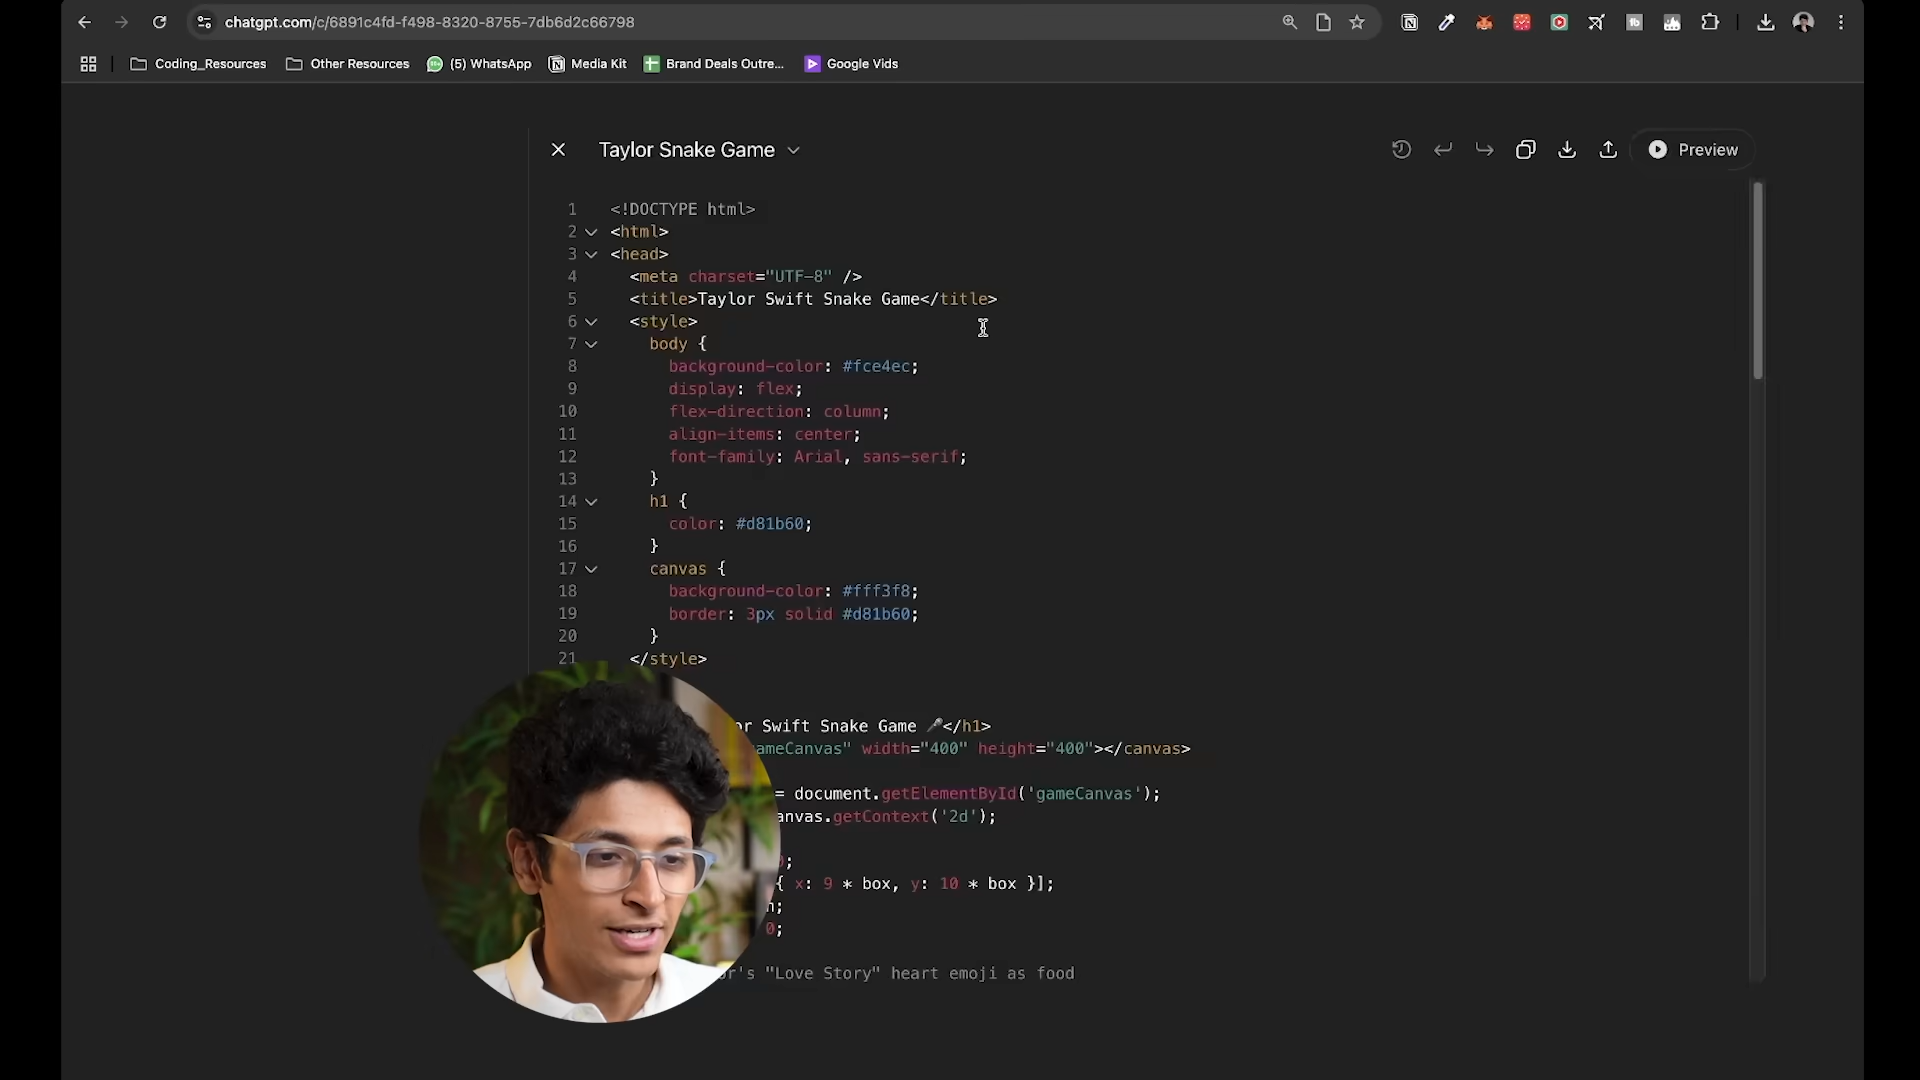 chatgpt.com/c/6891c4fd-f498-8320-8755-7db6d2c66798
Coding_Resources
Other Resources
(5) WhatsApp
Media Kit
Brand Deals Outre...
Google Vids
Taylor Snake Game
Preview
1 <!DOCTYPE html>
2 <html>
3 <head>
4 <meta charset="UTF-8" />
5 <title>Taylor Swift Snake Game</title>
6 <style>
7 body {
8 background-color: #fce4ec;
9 display: flex;
10 flex-direction: column;
11 align-items: center;
12 font-family: Arial, sans-serif;
13 }
14 h1 {
15 color: #d81b60;
16 }
17 canvas {
18 background-color: #fff3f8;
19 border: 3px solid #d81b60;
20 }
21 </style>
or Swift Snake Game 🎤</h1>
ameCanvas" width="400" height="400"></canvas>
= document.getElementById('gameCanvas');
anvas.getContext('2d');
;
{ x: 9 * box, y: 10 * box }];
;
0;
r's "Love Story" heart emoji as food